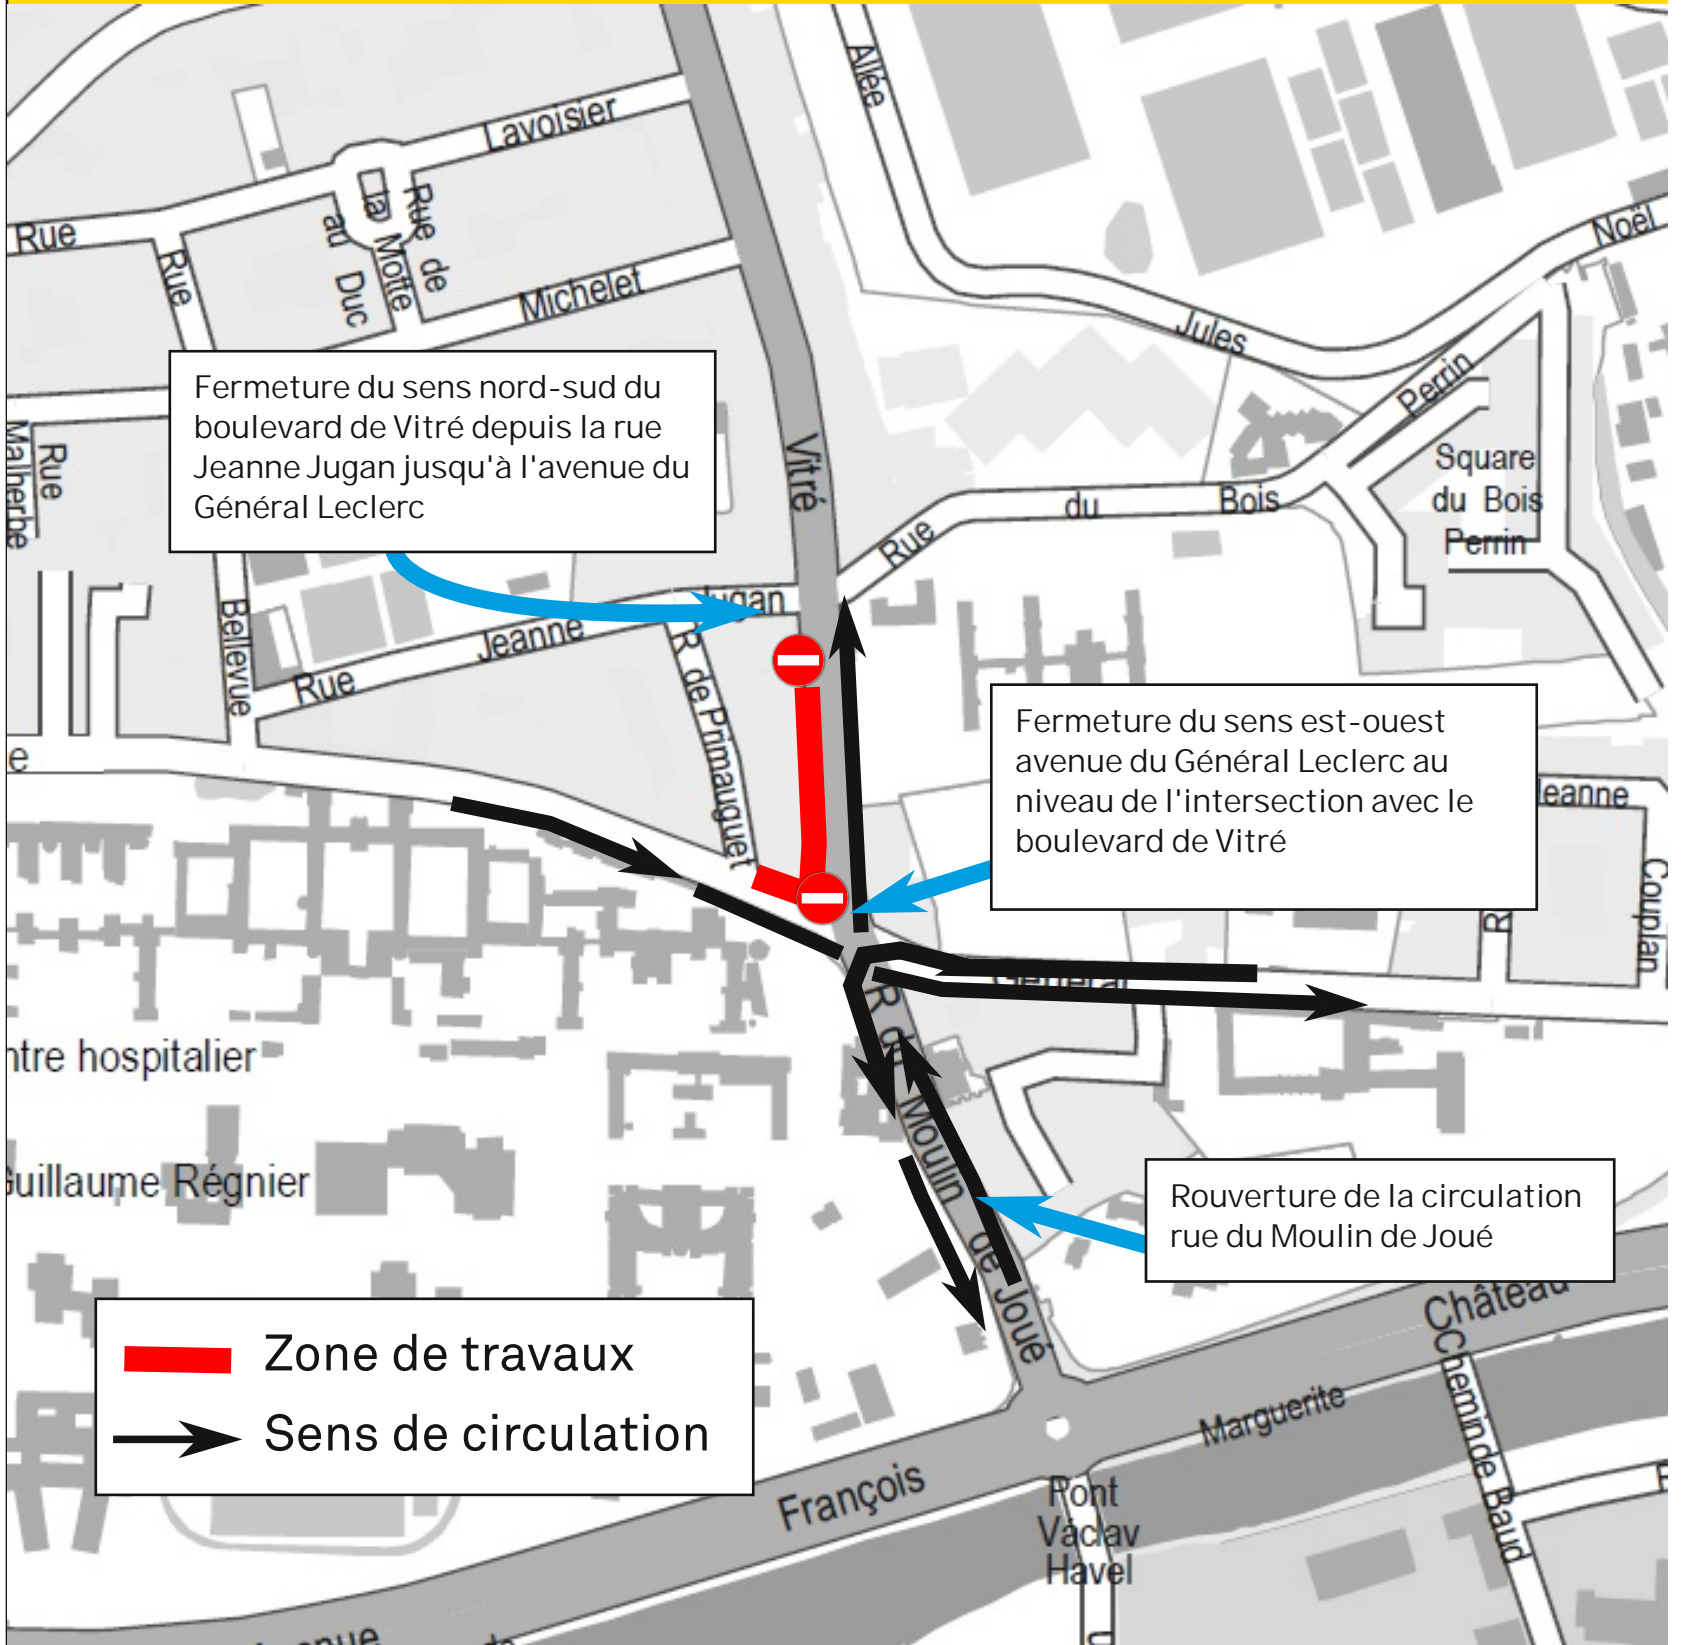 Allée
Lavoisier
Rue
Rue
Rue de
la Motte
au Duc
Michelet
Noël
Jules
Perrin
Fermeture du sens nord-sud du
boulevard de Vitré depuis la rue
Jeanne Jugan jusqu'à l'avenue du
Général Leclerc
Vitré
Rue
Malherbe
Square
du Bois
Perrin
Rue
du
Bois
Bellevue
Rue
Jeanne
Jugan
R de Primauguet
e
Fermeture du sens est-ouest
avenue du Général Leclerc au
niveau de l'intersection avec le
boulevard de Vitré
Jeanne
Couplan
R
Général
R du Moulin de Joué
ntre hospitalier
Guillaume Régnier
Rouverture de la circulation
rue du Moulin de Joué
Zone de travaux
Sens de circulation
Château
Chemin de Baud
Marguerite
François
Pont
Václav
Havel